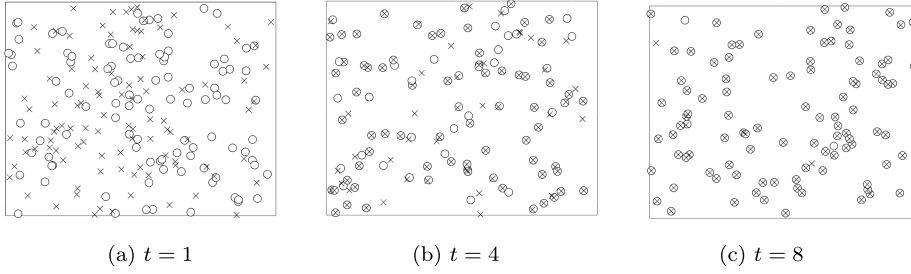 (a) t = 1
(b) t = 4
(c) t = 8